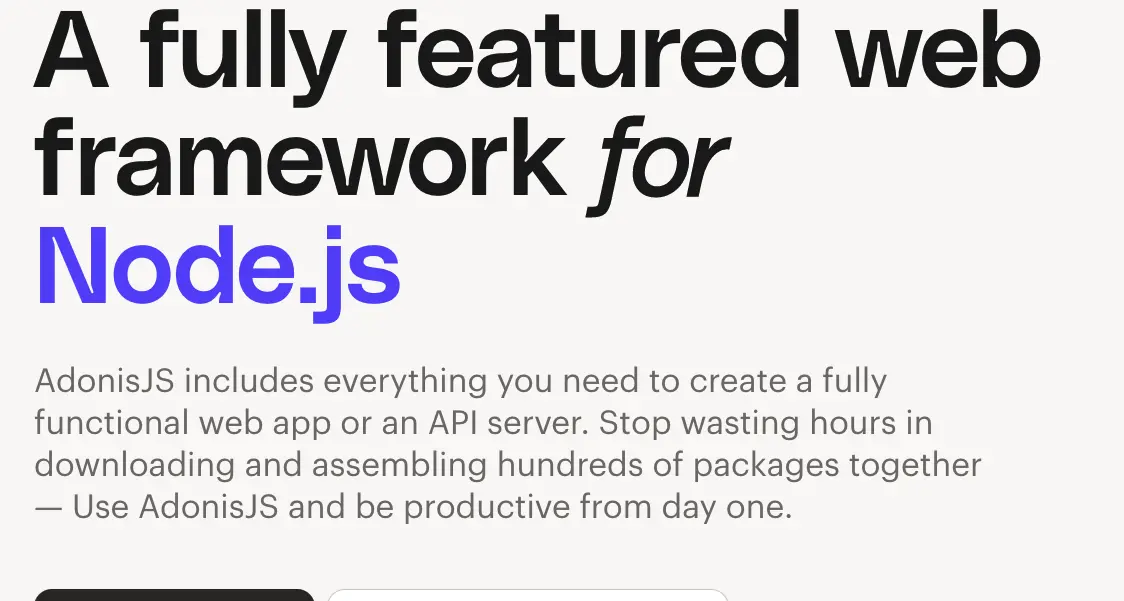 A fully featured web
framework for
Node.js
AdonisJS includes everything you need to create a fully
functional web app or an API server. Stop wasting hours in
downloading and assembling hundreds of packages together
— Use AdonisJS and be productive from day one.